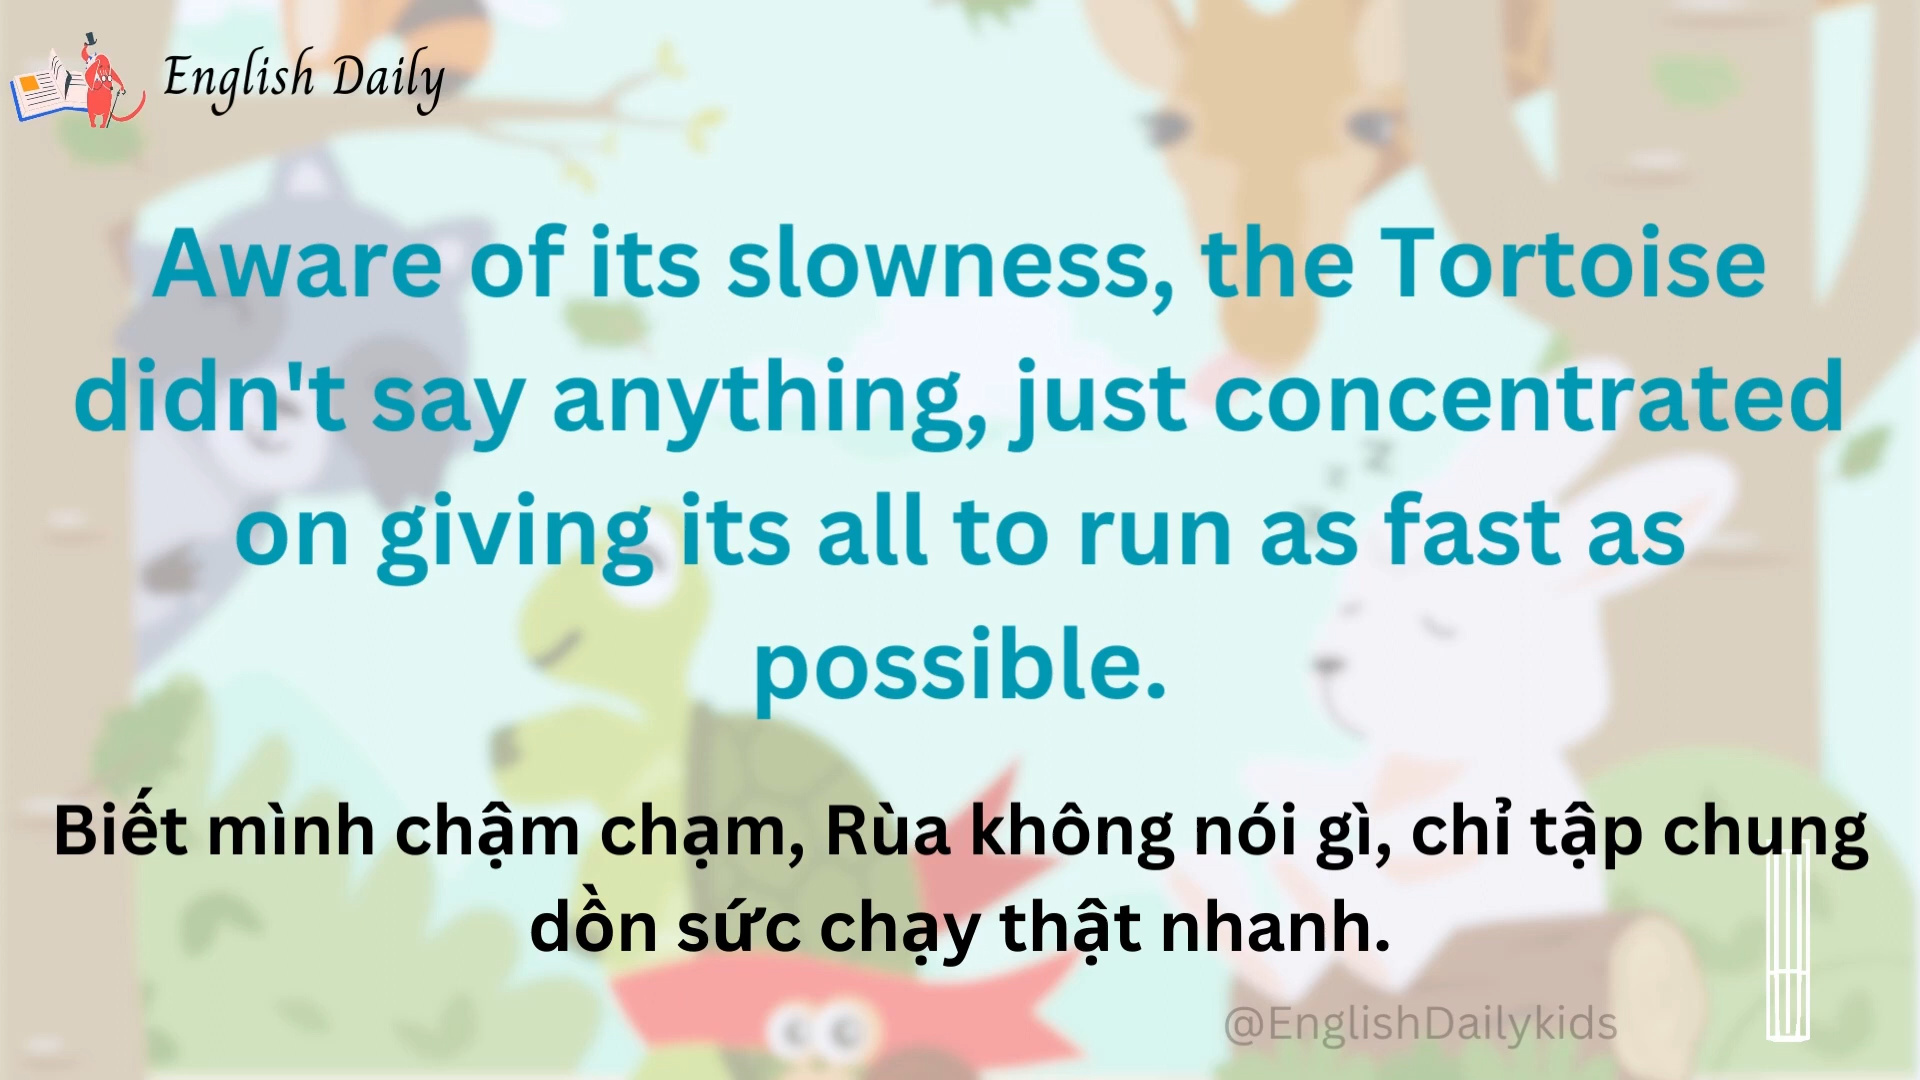 English Daily
Aware of its slowness, the Tortoise
didn't say anything, just concentrated
on giving its all to run as fast as
possible.
Biết mình chậm chạm, Rùa không nói gì, chỉ tập chung
dồn sức chạy thật nhanh.
@EnglishDailykids